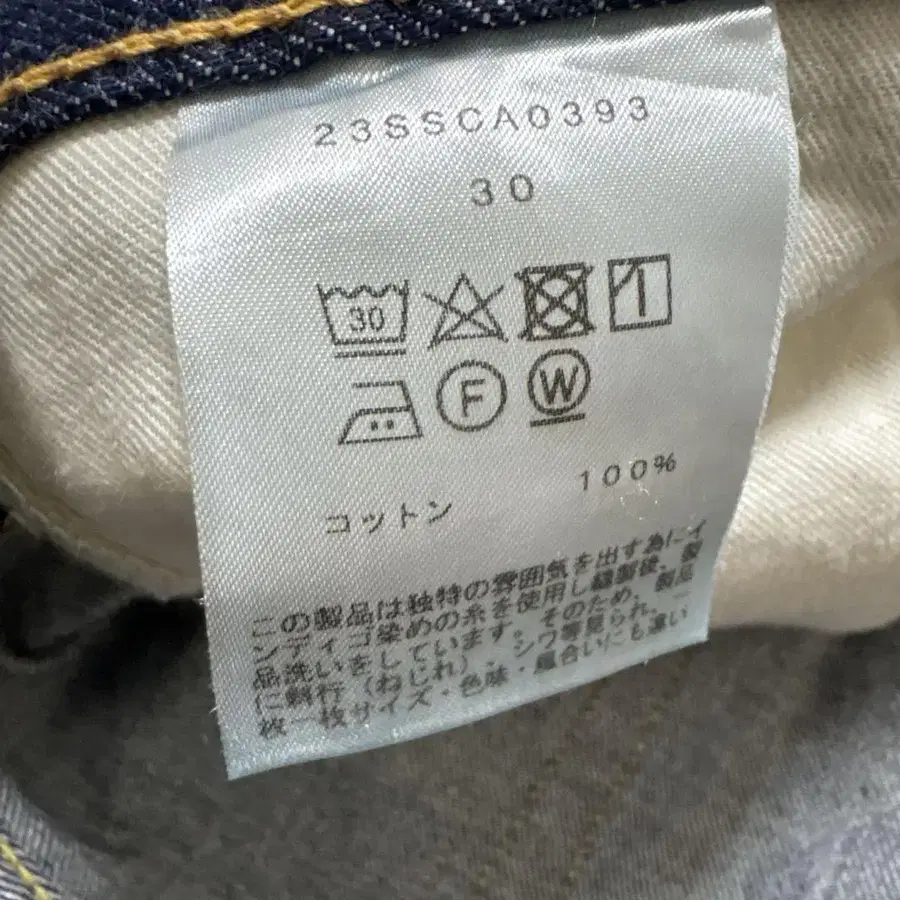 23SSCA0393
30
30
F W
コットン 100%
この製品は独特の雰囲気を出す為にイ
ンディゴ染めの糸を使用し縫製後、製
品洗いをしています。そのため、製品
に斜行(ねじれ)、シワ等見られ、一
枚一枚サイズ・色味・風合いにも違い